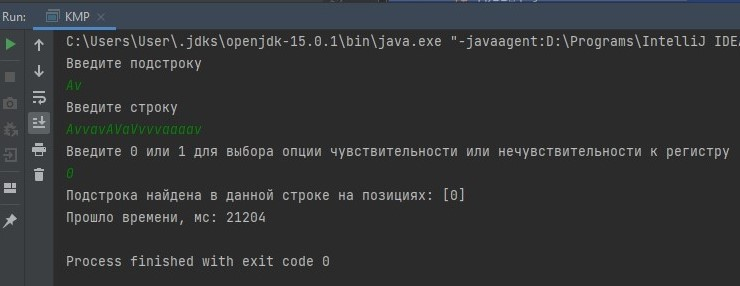 Run: KMP
C:\Users\User\.jdks\openjdk-15.0.1\bin\java.exe "-javaagent:D:\Programs\IntelliJ IDEA
Введите подстроку
Av
Введите строку
AvvavAVaVvvvaaaav
Введите 0 или 1 для выбора опции чувствительности или нечувствительности к регистру
0
Подстрока найдена в данной строке на позициях: [0]
Прошло времени, мс: 21204
Process finished with exit code 0